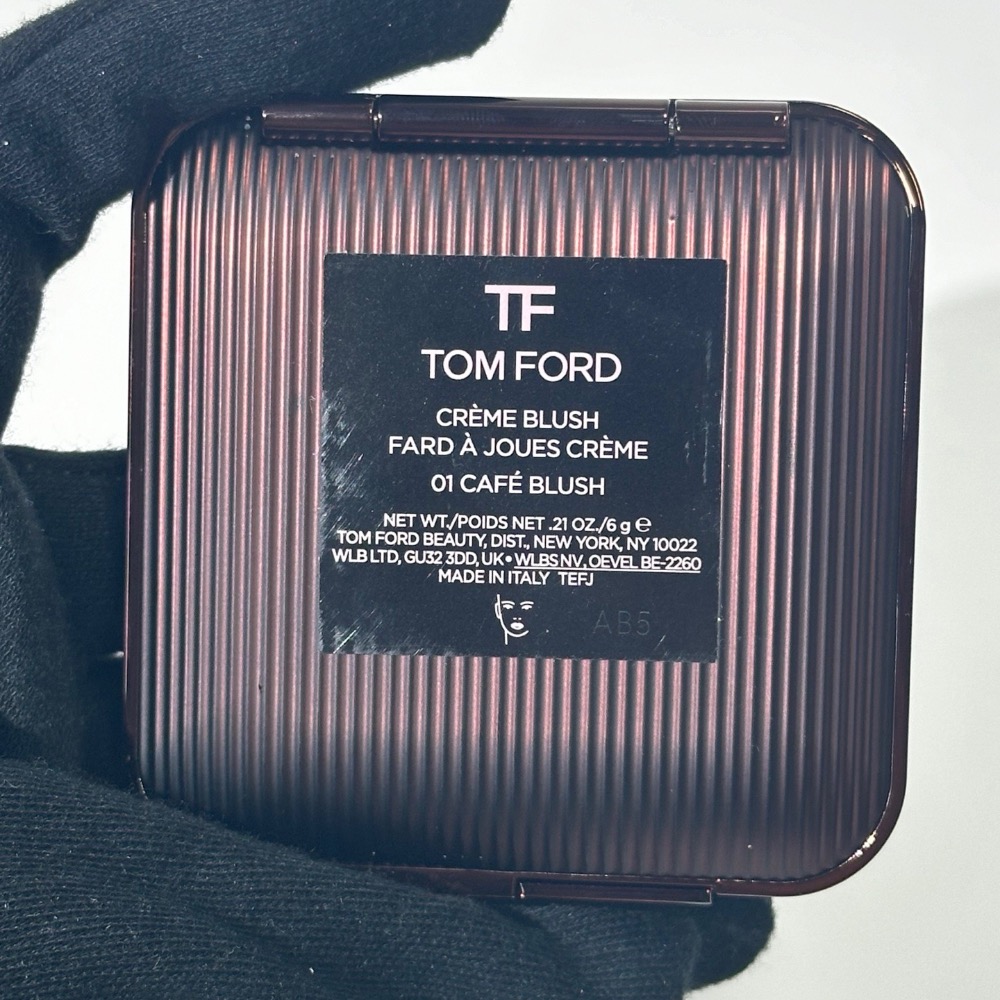 TF
TOM FORD
CRÈME BLUSH
FARD À JOUES CRÈME
01 CAFÉ BLUSH
NET WT./POIDS NET .21 OZ./6 g ℮
TOM FORD BEAUTY, DIST., NEW YORK, NY 10022
WLB LTD, GU32 3DD, UK • WLBS NV, OEVEL BE-2260
MADE IN ITALY TEFJ
AB5